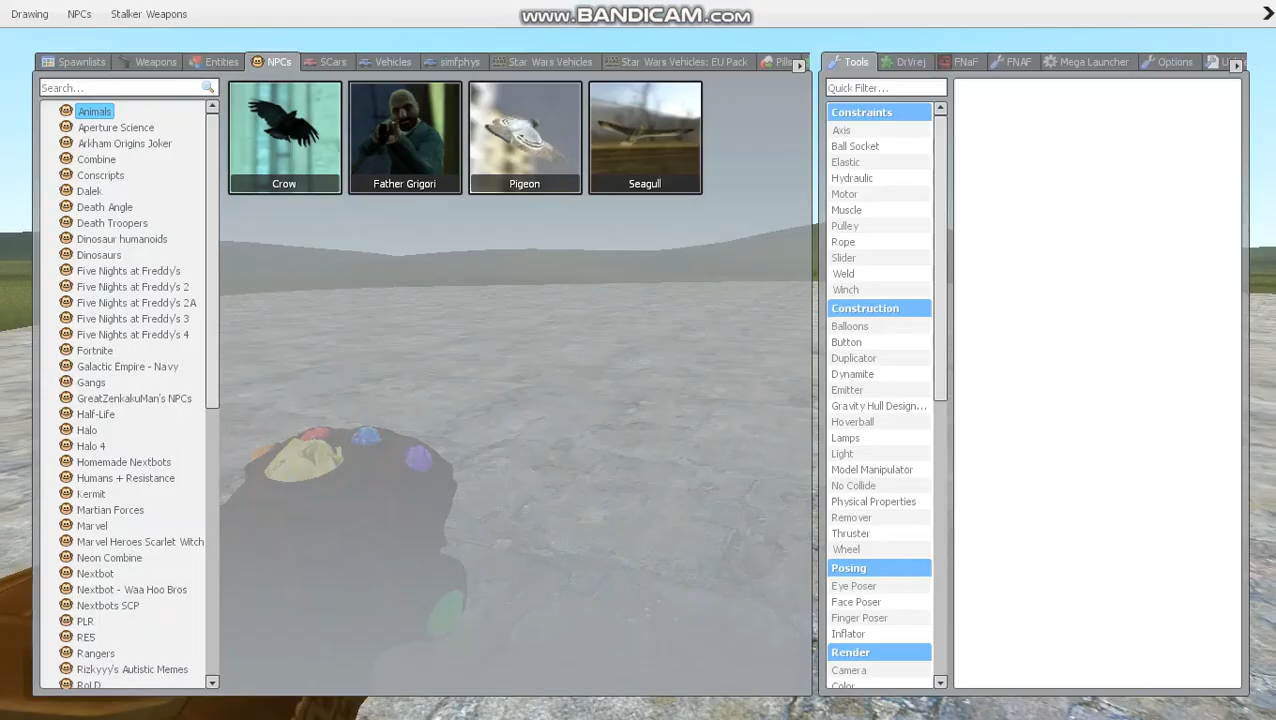 Drawing NPCs Stalker Weapons
www.BANDICAM.com
Spawnlists Weapons Entities NPCs SCars Vehicles simfphys Star Wars Vehicles Star Wars Vehicles: EU Pack
Search...
Animals
Aperture Science
Arkham Origins Joker
Combine
Conscripts
Dalek
Death Angle
Death Troopers
Dinosaur humanoids
Dinosaurs
Five Nights at Freddy's
Five Nights at Freddy's 2
Five Nights at Freddy's 2A
Five Nights at Freddy's 3
Five Nights at Freddy's 4
Fortnite
Galactic Empire - Navy
Gangs
GreatZenkakuMan's NPCs
Half-Life
Halo
Halo 4
Homemade Nextbots
Humans + Resistance
Kermit
Martian Forces
Marvel
Marvel Heroes Scarlet Witch
Neon Combine
Nextbot
Nextbot - Waa Hoo Bros
Nextbots SCP
PLR
RE5
Rangers
Rizkyyy's Autistic Memes
Crow Father Grigori Pigeon Seagull
Tools DrVrej FNaF FNAF Mega Launcher Options
Quick Filter...
Constraints
Axis
Ball Socket
Elastic
Hydraulic
Motor
Muscle
Pulley
Rope
Slider
Weld
Winch
Construction
Balloons
Button
Duplicator
Dynamite
Emitter
Gravity Hull Design...
Hoverball
Lamps
Light
Model Manipulator
No Collide
Physical Properties
Remover
Thruster
Wheel
Posing
Eye Poser
Face Poser
Finger Poser
Inflator
Render
Camera
Color